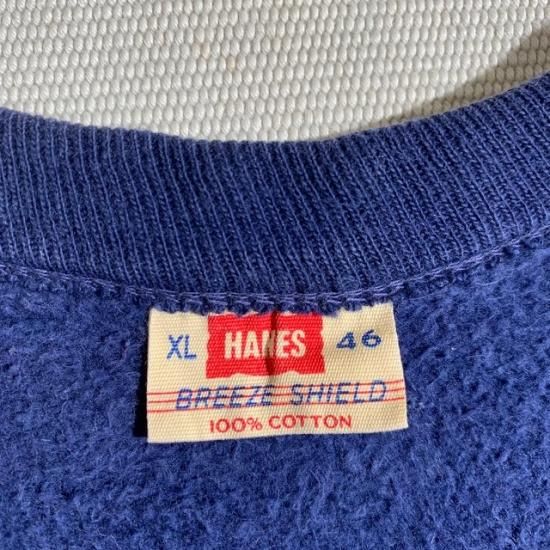 XL HANES 46
BREEZE SHIELD
100% COTTON